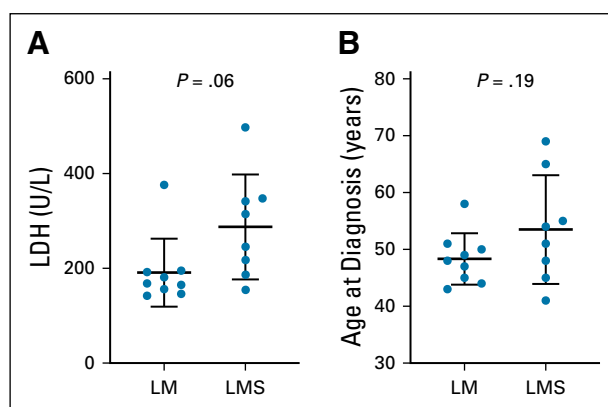 A
LDH (U/L)
600
400
200
0
P = .06
LM
LMS
B
Age at Diagnosis (years)
80
70
60
50
40
30
P = .19
LM
LMS